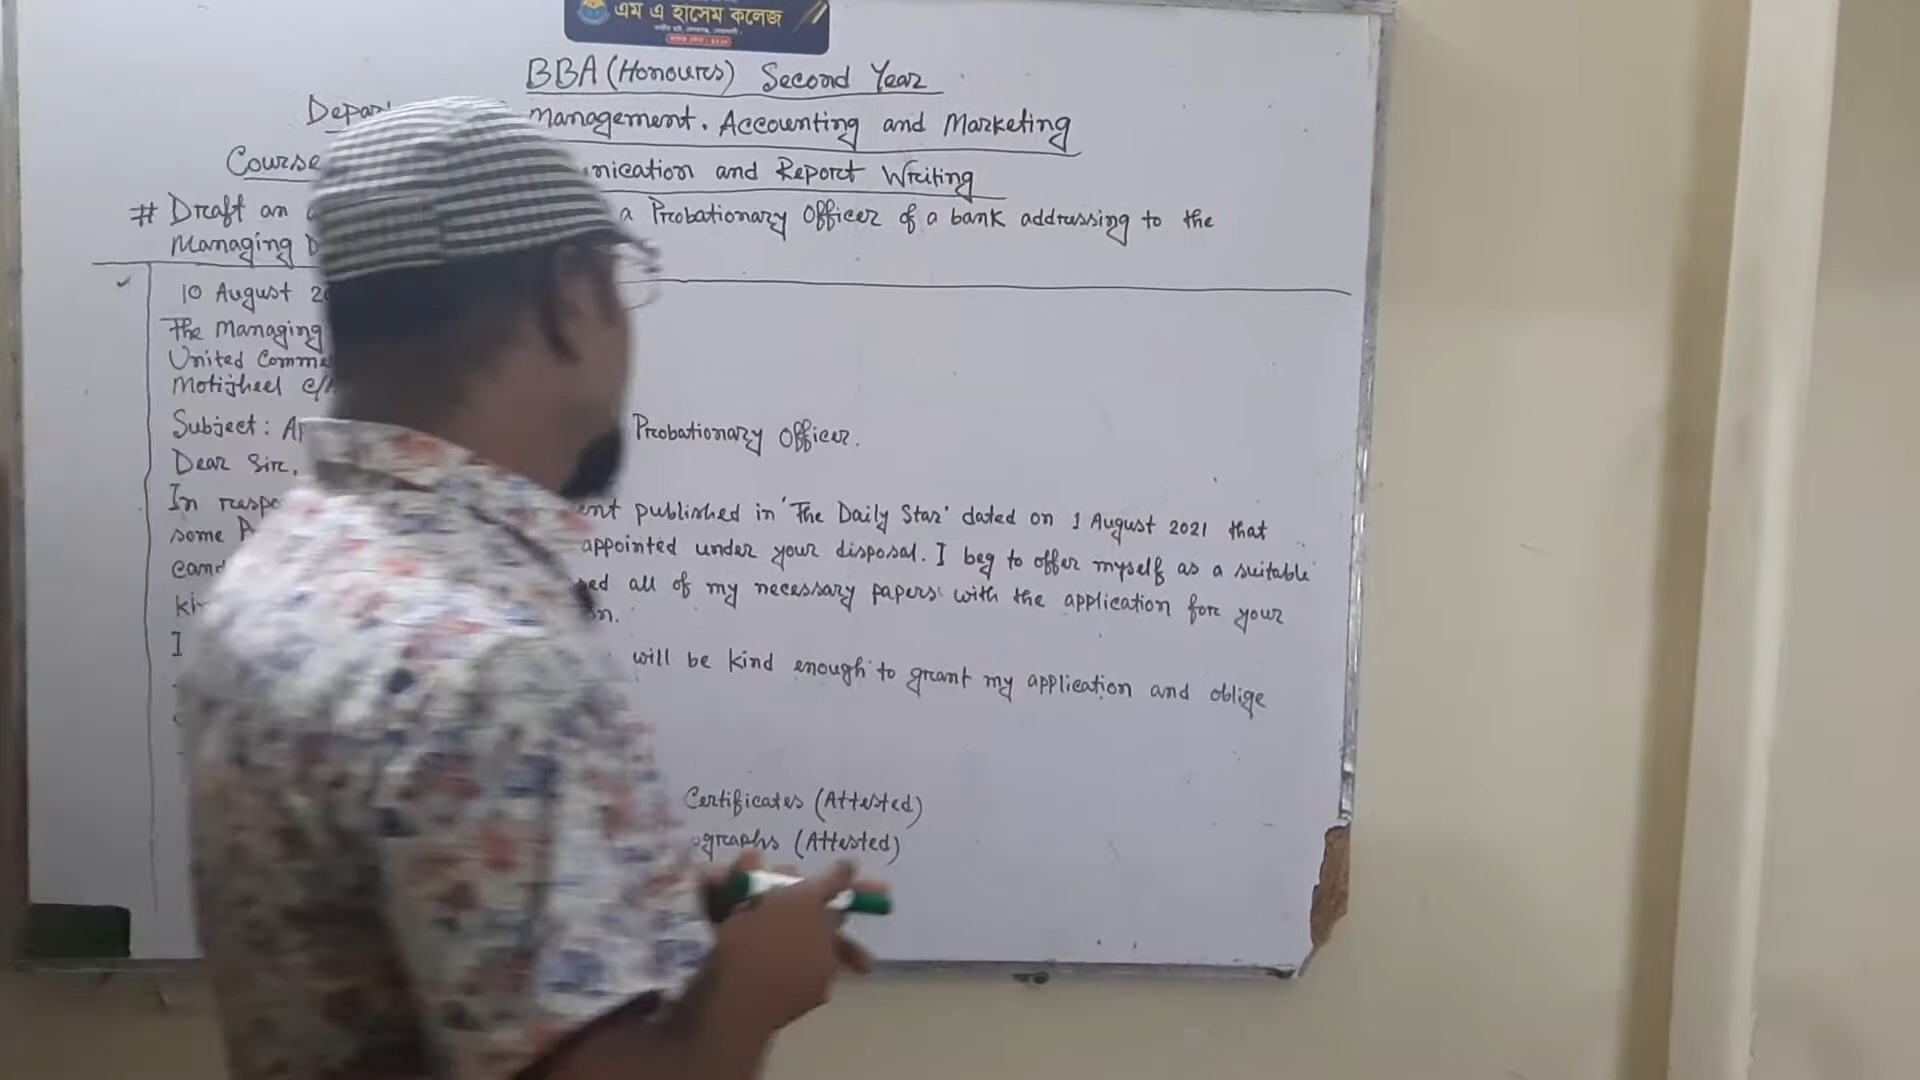 এম এ হাসেম কলেজ
BBA (Honours) Second Year
Management, Accounting and Marketing
Course nication and Report Writing
# Draft an a Probationary Officer of a bank addressing to the
Managing D
10 August 20
The Managing
United Comme
Motijheel C/A
Subject: Ap Probationary Officer.
Dear Sir,
In respo ent published in 'The Daily Star' dated on 1 August 2021 that
some P appointed under your disposal. I beg to offer myself as a suitable
cand ed all of my necessary papers with the application for your
ki on.
I will be kind enough to grant my application and oblige
Certificates (Attested)
ographs (Attested)